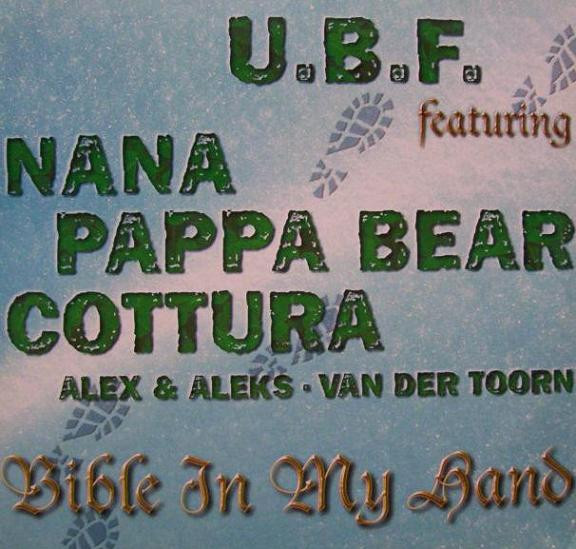 U.B.F.
featuring
NANA
PAPPA BEAR
COTTURA
ALEX & ALEKS · VAN DER TOORN
Bible In My Hand